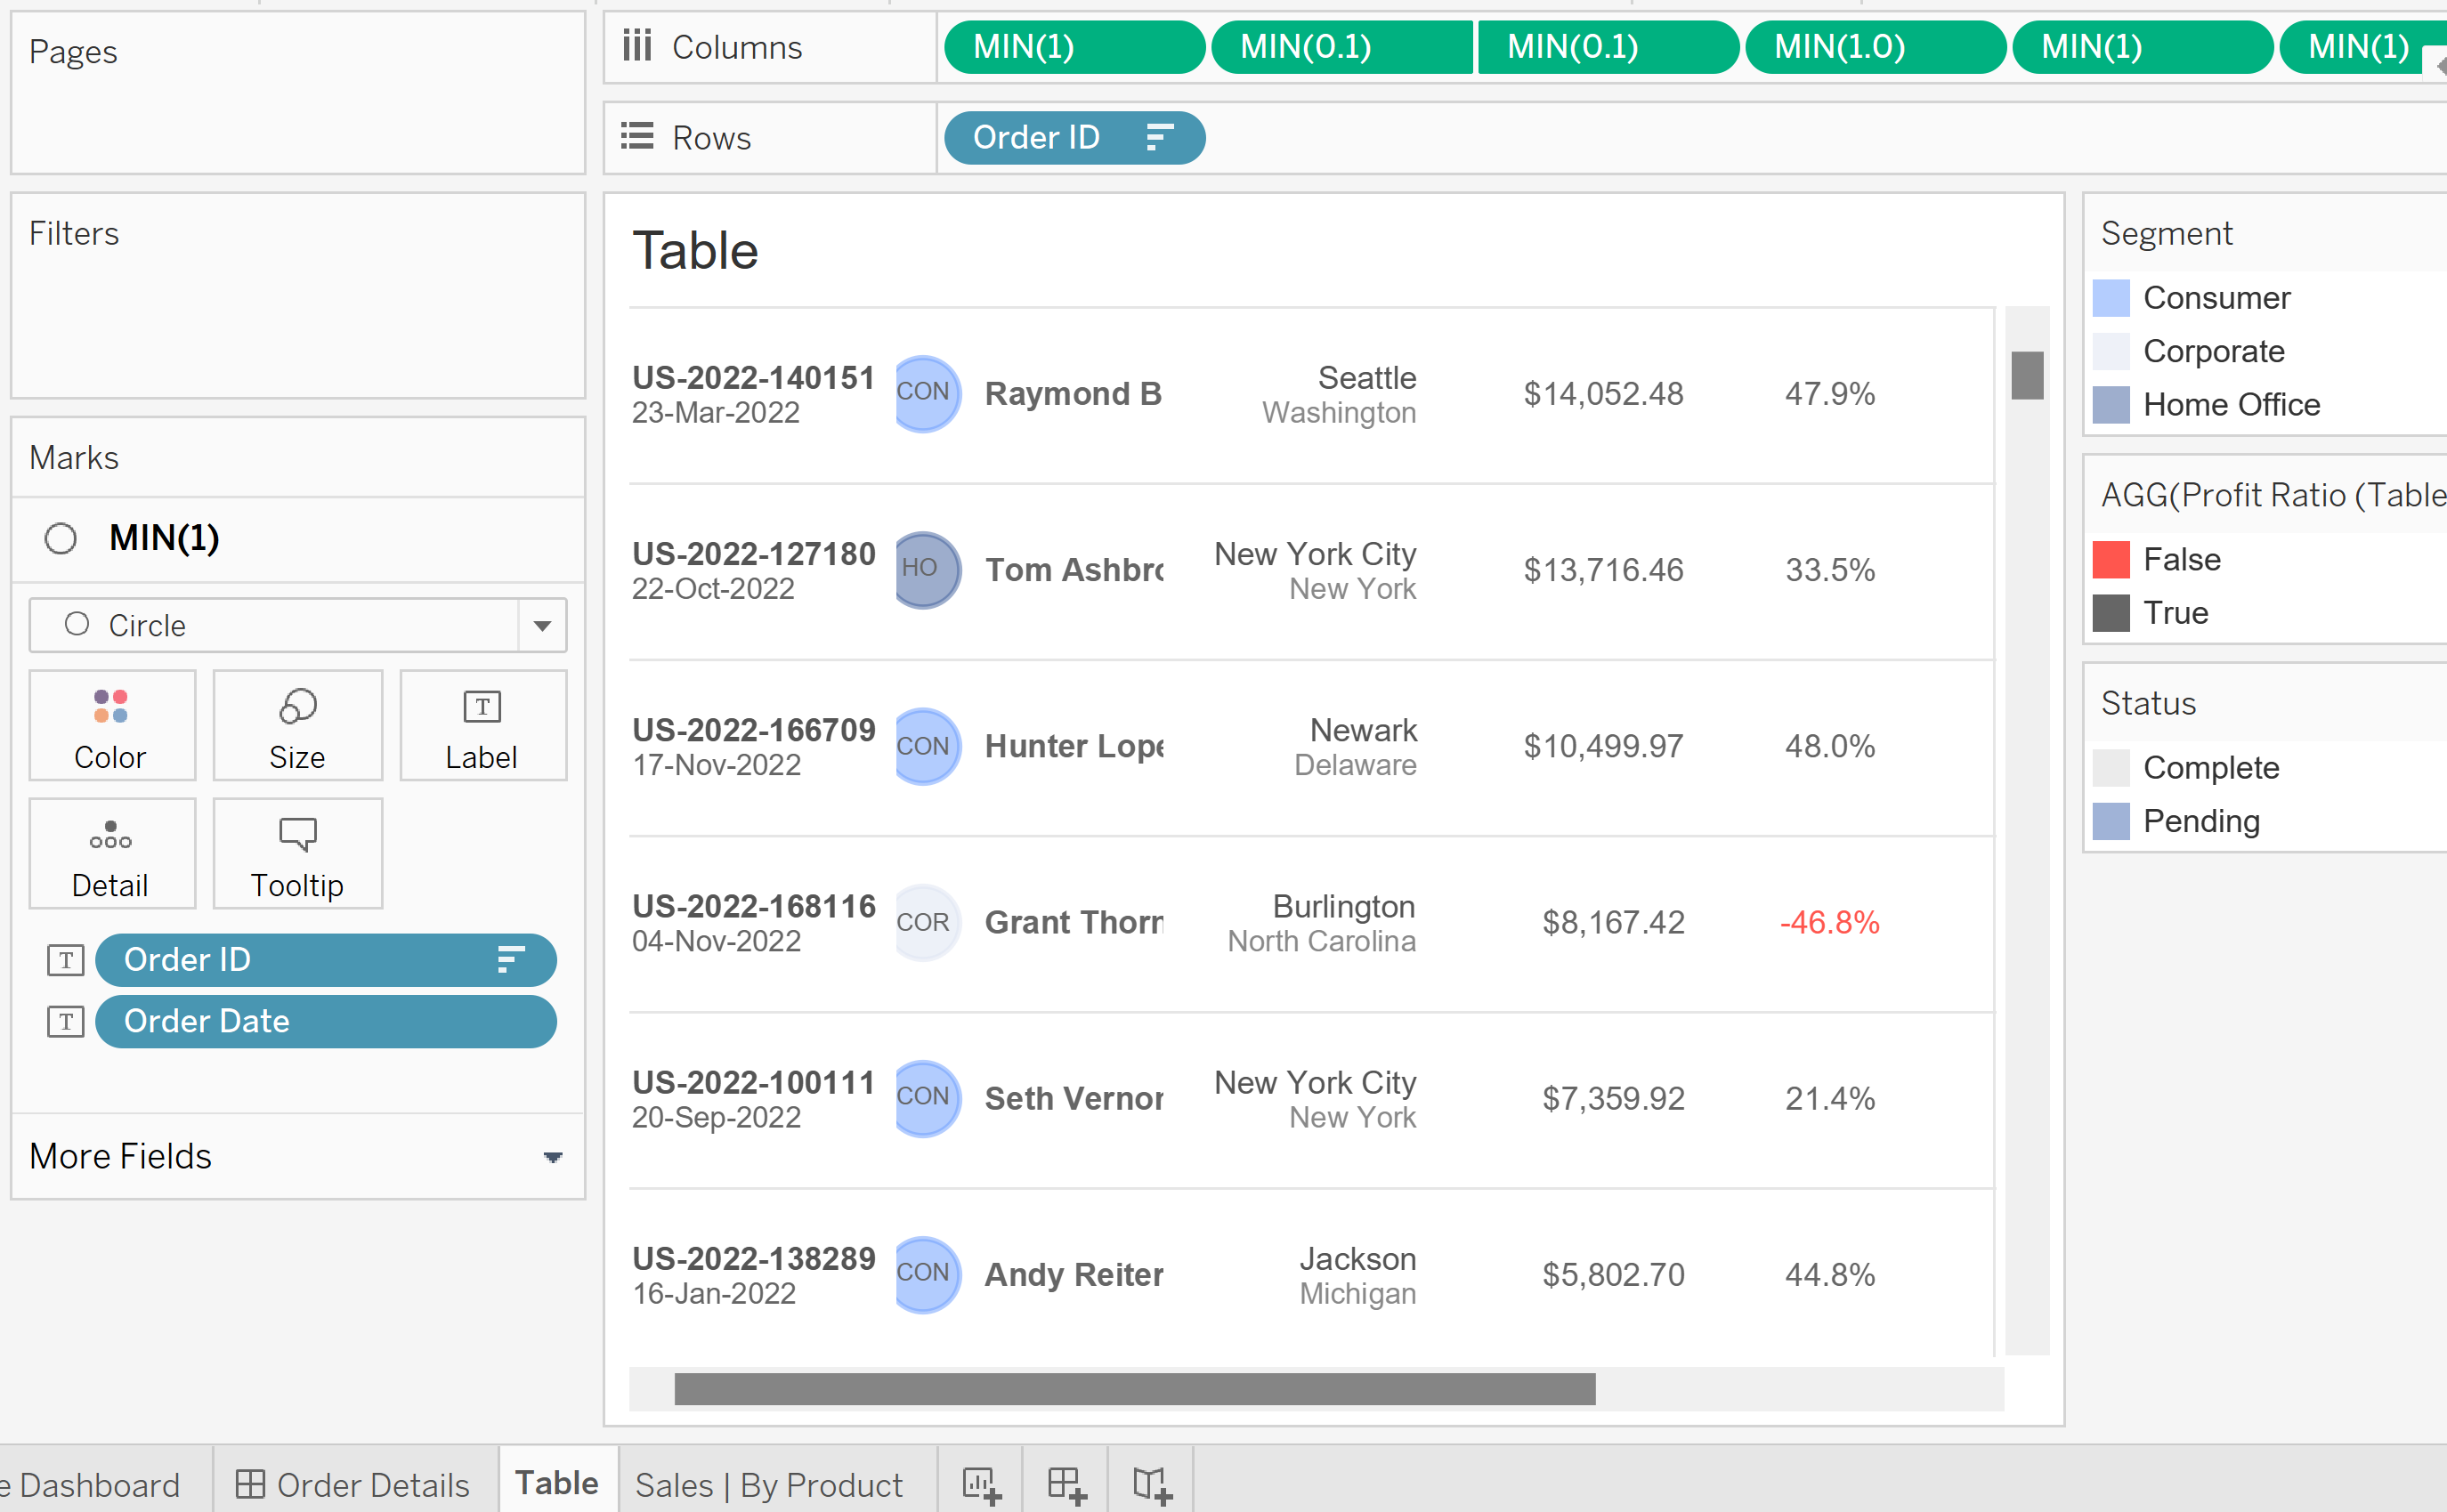 Pages
Columns MIN(1) MIN(0.1) MIN(0.1) MIN(1.0) MIN(1) MIN(1)
Rows Order ID
Filters
Marks
MIN(1)
Circle
Color Size Label
Detail Tooltip
Order ID
Order Date
More Fields
Table
US-2022-140151 CON Raymond B Seattle $14,052.48 47.9%
23-Mar-2022 Washington
US-2022-127180 HO Tom New York City $13,716.46 33.5%
22-Oct-2022 New York
US-2022-166709 CON Hunter Newark $10,499.97 48.0%
17-Nov-2022 Delaware
US-2022-168116 COR Grant Burlington $8,167.42 -46.8%
04-Nov-2022 North Carolina
US-2022-100111 CON Seth New York City $7,359.92 21.4%
20-Sep-2022 New York
US-2022-138289 CON Andy Reiter Jackson $5,802.70 44.8%
16-Jan-2022 Michigan
Segment
Consumer
Corporate
Home Office
AGG(Profit Ratio (Table
False
True
Status
Complete
Pending
e Dashboard Order Details Table Sales | By Product